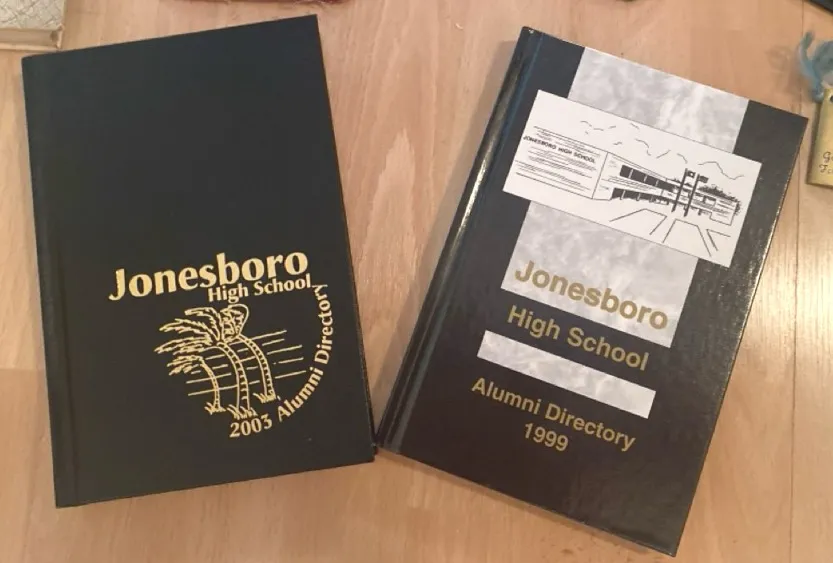 Jonesboro
High School
2003 Alumni Directory
JONESBORO HIGH SCHOOL
Jonesboro
High School
Alumni Directory
1999